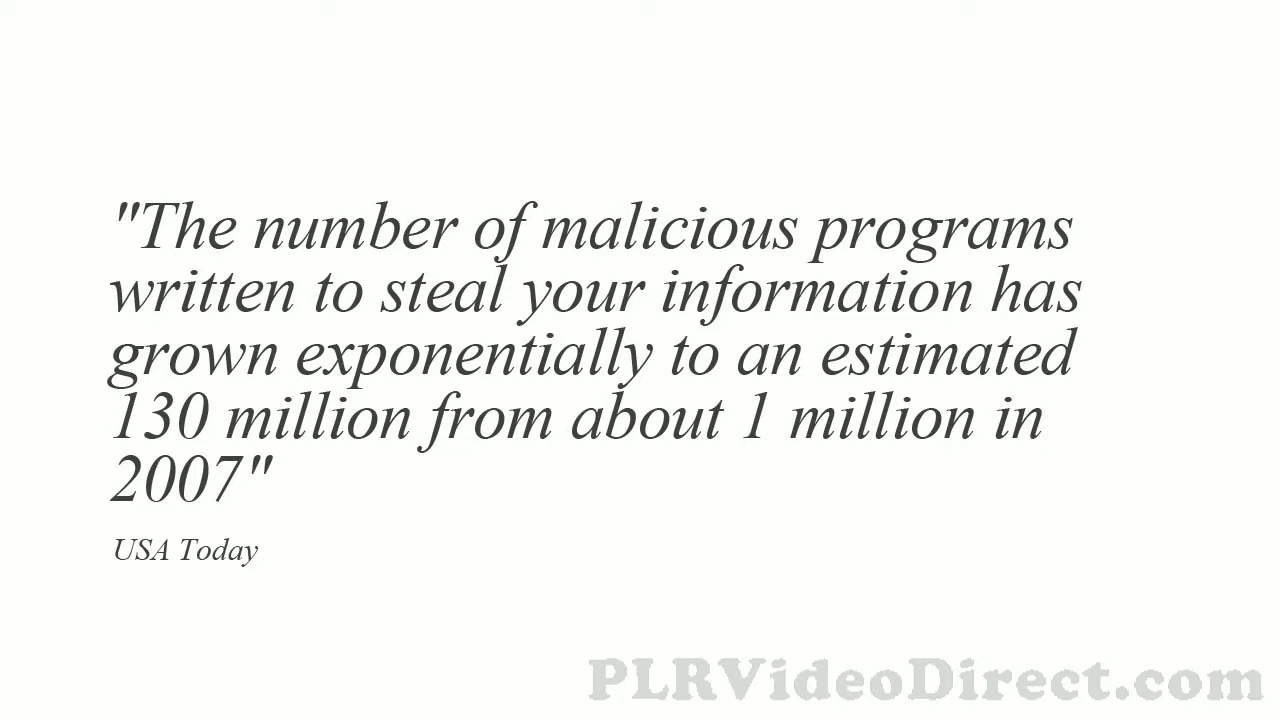 "The number of malicious programs
written to steal your information has
grown exponentially to an estimated
130 million from about 1 million in
2007"
USA Today
PLRVideoDirect.com